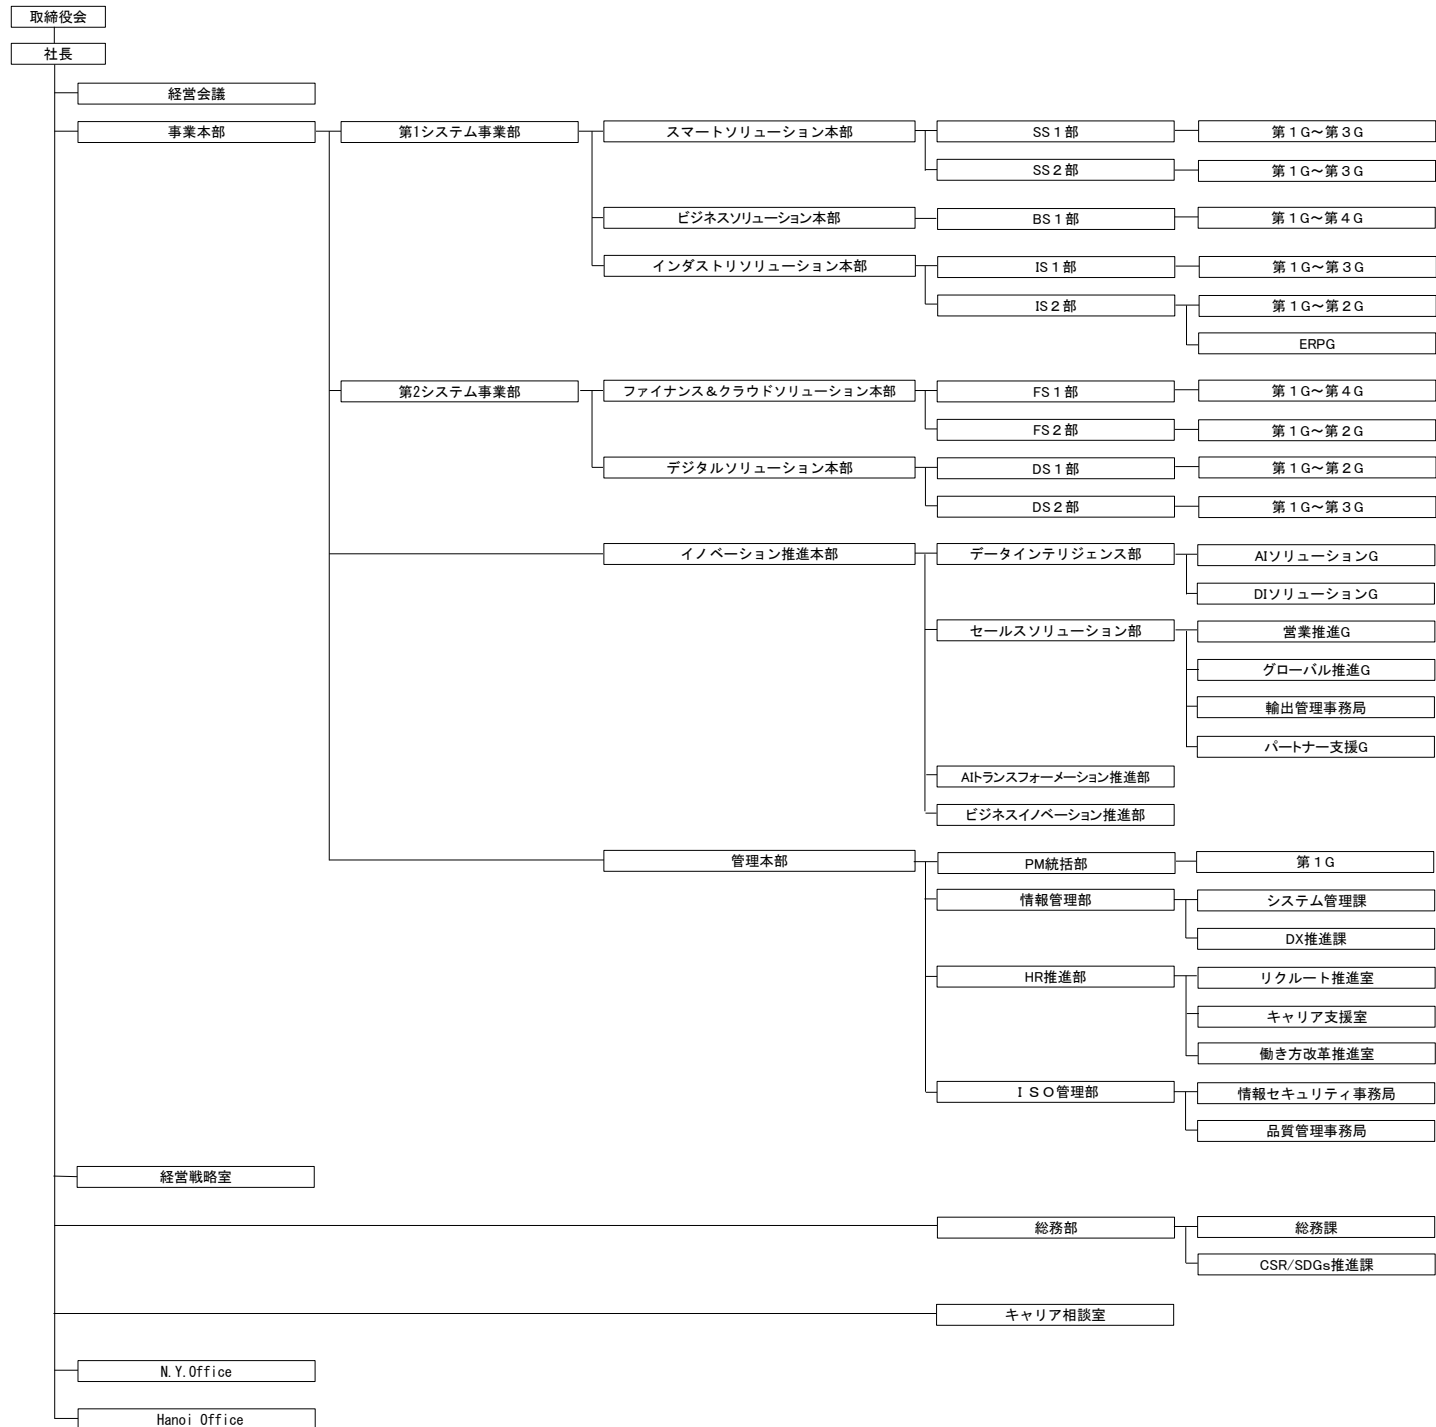 取締役会
社長
経営会議
事業本部 第1システム事業部 スマートソリューション本部 SS１部 第１G～第３G
SS２部 第１G～第３G
ビジネスソリューション本部 BS１部 第１G～第４G
インダストリソリューション本部 IS１部 第１G～第３G
IS２部 第１G～第２G
ERPG
第2システム事業部 ファイナンス＆クラウドソリューション本部 FS１部 第１G～第４G
FS２部 第１G～第２G
デジタルソリューション本部 DS１部 第１G～第２G
DS２部 第１G～第３G
イノベーション推進本部 データインテリジェンス部 AIソリューションG
DIソリューションG
セールスソリューション部 営業推進G
グローバル推進G
輸出管理事務局
パートナー支援G
AIトランスフォーメーション推進部
ビジネスイノベーション推進部
管理本部 PM統括部 第１G
情報管理部 システム管理課
DX推進課
HR推進部 リクルート推進室
キャリア支援室
働き方改革推進室
ＩＳＯ管理部 情報セキュリティ事務局
品質管理事務局
経営戦略室
総務部 総務課
CSR/SDGs推進課
キャリア相談室
N.Y.Office
Hanoi Office